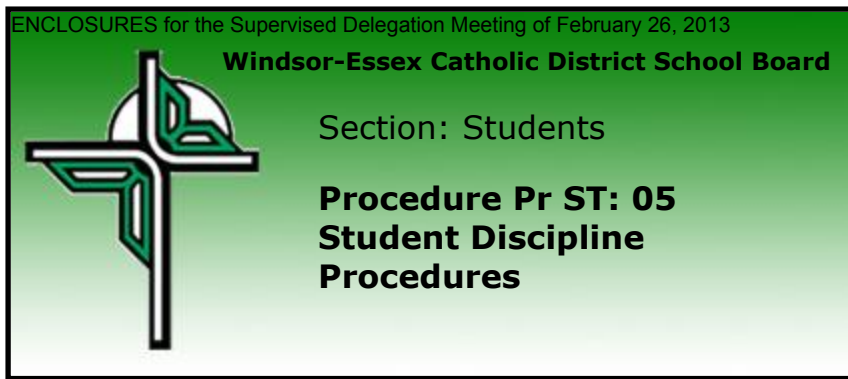 ENCLOSURES for the Supervised Delegation Meeting of February 26, 2013
Windsor-Essex Catholic District School Board
Section: Students
Procedure Pr ST: 05
Student Discipline
Procedures